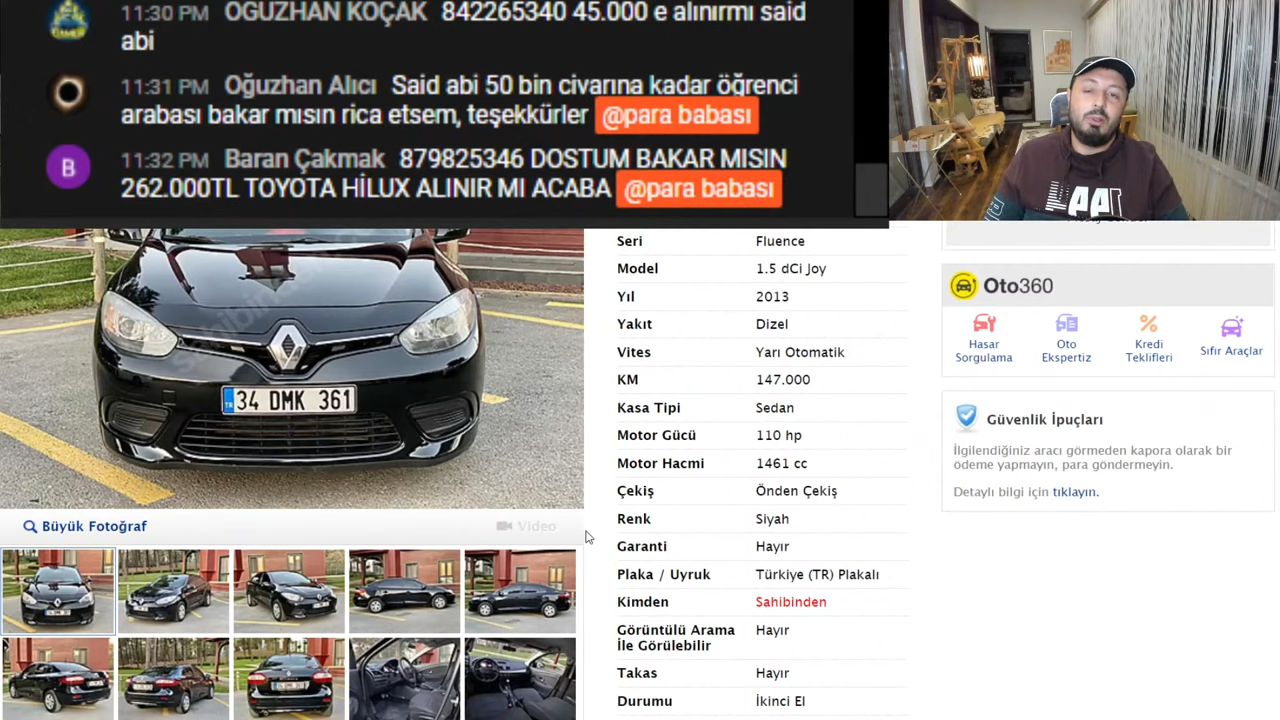 11:30 PM OĞUZHAN KOÇAK 842265340 45.000 e alınırmı said
abi
11:31 PM Oğuzhan Alıcı Said abi 50 bin civarına kadar öğrenci
arabası bakar mısın rica etsem, teşekkürler @para babası
B
11:32 PM Baran Çakmak 879825346 DOSTUM BAKAR MISIN
262.000TL TOYOTA HİLUX ALINIR MI ACABA @para babası
34 DMK 361
TR
Büyük Fotoğraf
Video
Seri Fluence
Model 1.5 dCi Joy
Yıl 2013
Yakıt Dizel
Vites Yarı Otomatik
KM 147.000
Kasa Tipi Sedan
Motor Gücü 110 hp
Motor Hacmi 1461 cc
Çekiş Önden Çekiş
Renk Siyah
Garanti Hayır
Plaka / Uyruk Türkiye (TR) Plakalı
Kimden Sahibinden
Görüntülü Arama
İle Görülebilir Hayır
Takas Hayır
Durumu İkinci El
Oto360
Hasar
Sorgulama
Oto
Ekspertiz
Kredi
Teklifleri
Sıfır Araçlar
Güvenlik İpuçları
İlgilendiğiniz aracı görmeden kapora olarak bir
ödeme yapmayın, para göndermeyin.
Detaylı bilgi için tıklayın.